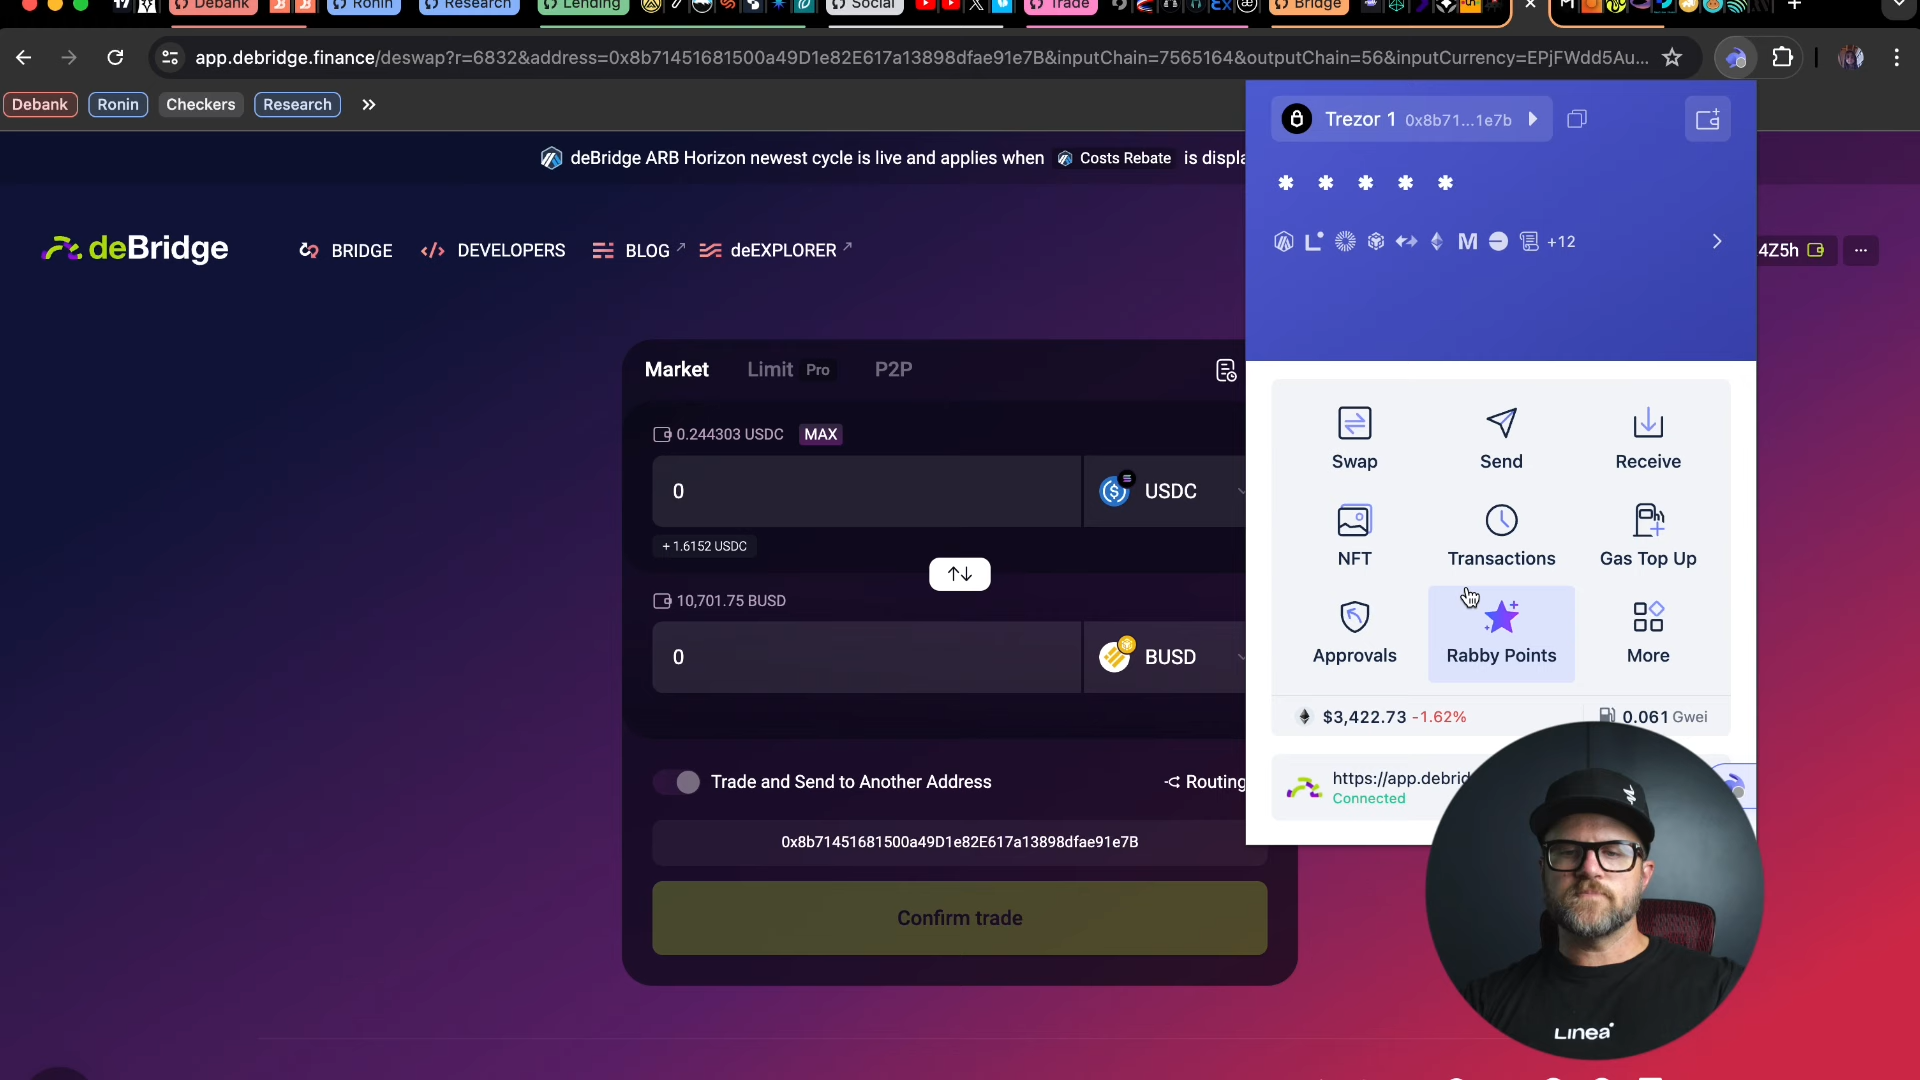 Debank
Ronin
Research
Lending
Social
Trade
Bridge
app.debridge.finance/deswap?r=6832&address=0x8b71451681500a49D1e82E617a13898dfae91e7B&inputChain=7565164&outputChain=56&inputCurrency=EPjFWdd5Au...
Debank Ronin Checkers Research
deBridge ARB Horizon newest cycle is live and applies when Costs Rebate is displa
deBridge
BRIDGE DEVELOPERS BLOG deEXPLORER
4Z5h
Market Limit Pro P2P
0.244303 USDC MAX
0 USDC
+ 1.6152 USDC
10,701.75 BUSD
0 BUSD
Trade and Send to Another Address Routing
0x8b71451681500a49D1e82E617a13898dfae91e7B
Confirm trade
Trezor 1 0x8b71...1e7b
* * * * *
+12
Swap Send Receive
NFT Transactions Gas Top Up
Approvals Rabby Points More
$3,422.73 -1.62% 0.061 Gwei
https://app.debrid
Connected
Linea